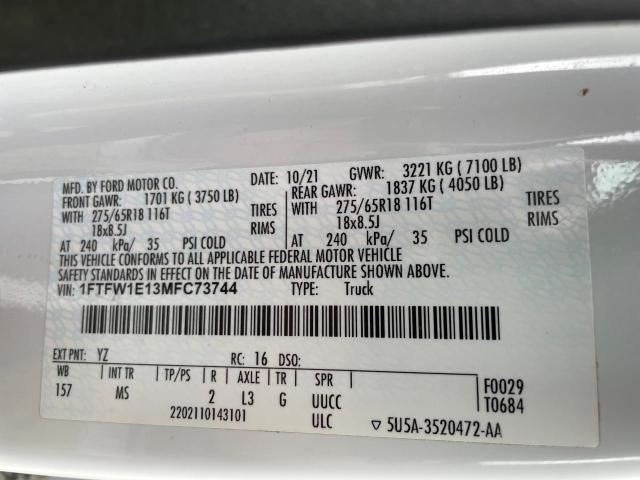 MFD. BY FORD MOTOR CO. DATE: 10/21 GVWR: 3221 KG ( 7100 LB)
FRONT GAWR: 1701 KG ( 3750 LB) REAR GAWR: 1837 KG ( 4050 LB)
WITH 275/65R18 116T TIRES WITH 275/65R18 116T TIRES
18x8.5J RIMS 18x8.5J RIMS
AT 240 kPa/ 35 PSI COLD AT 240 kPa/ 35 PSI COLD
THIS VEHICLE CONFORMS TO ALL APPLICABLE FEDERAL MOTOR VEHICLE
SAFETY STANDARDS IN EFFECT ON THE DATE OF MANUFACTURE SHOWN ABOVE.
VIN: 1FTFW1E13MFC73744 TYPE: Truck
EXT PNT: YZ RC: 16 DSO:
WB INT TR TP/PS R AXLE TR SPR F0029
157 MS 2 L3 G UUCC T0684
2202110143101 ULC ▽ 5U5A-3520472-AA